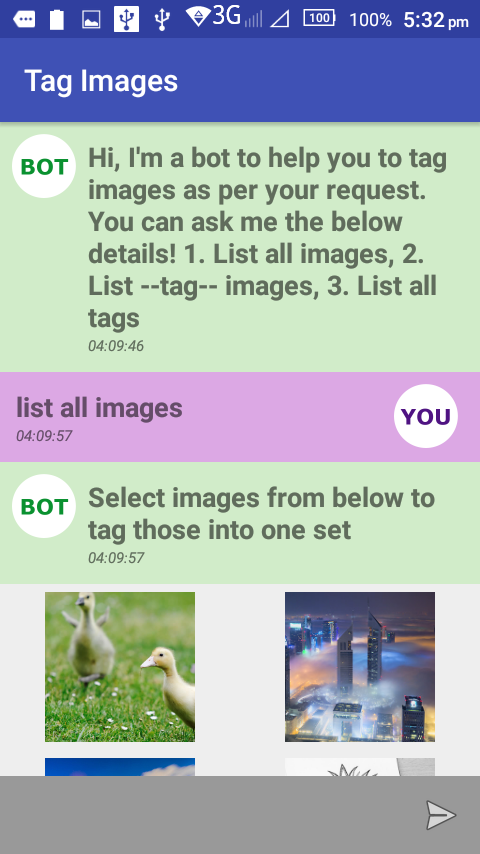 3G 100 100% 5:32 pm
Tag Images
BOT
Hi, I'm a bot to help you to tag
images as per your request.
You can ask me the below
details! 1. List all images, 2.
List --tag-- images, 3. List all
tags
04:09:46
list all images
04:09:57
YOU
BOT
Select images from below to
tag those into one set
04:09:57